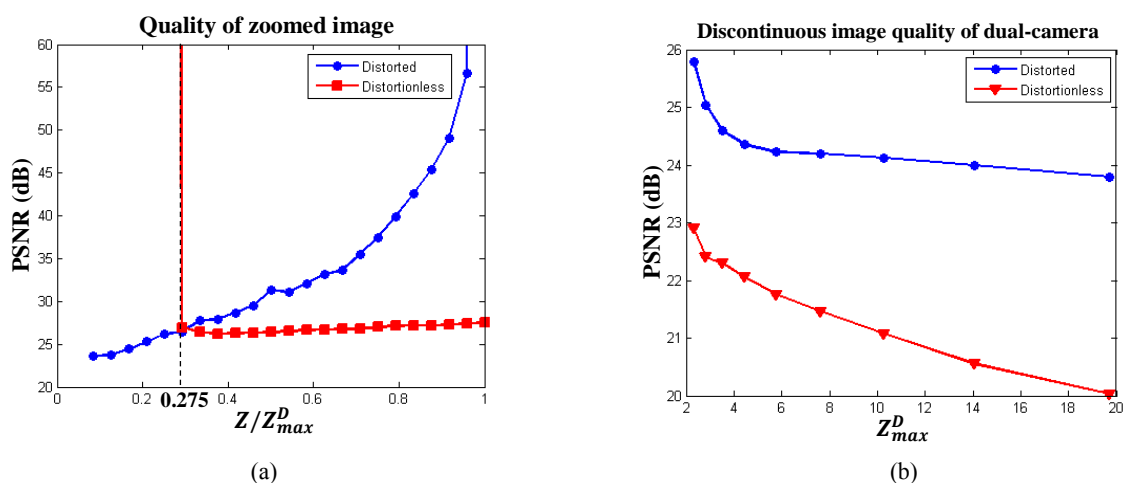 Quality of zoomed image
60
55
50
45
40
35
30
25
20
PSNR (dB)
Distorted
Distortionless
0
0.2
0.275
0.4
0.6
0.8
1
Z/Z^D_max
(a)
Discontinuous image quality of dual-camera
26
25
24
23
22
21
20
PSNR (dB)
Distorted
Distortionless
2
4
6
8
10
12
14
16
18
20
Z^D_max
(b)